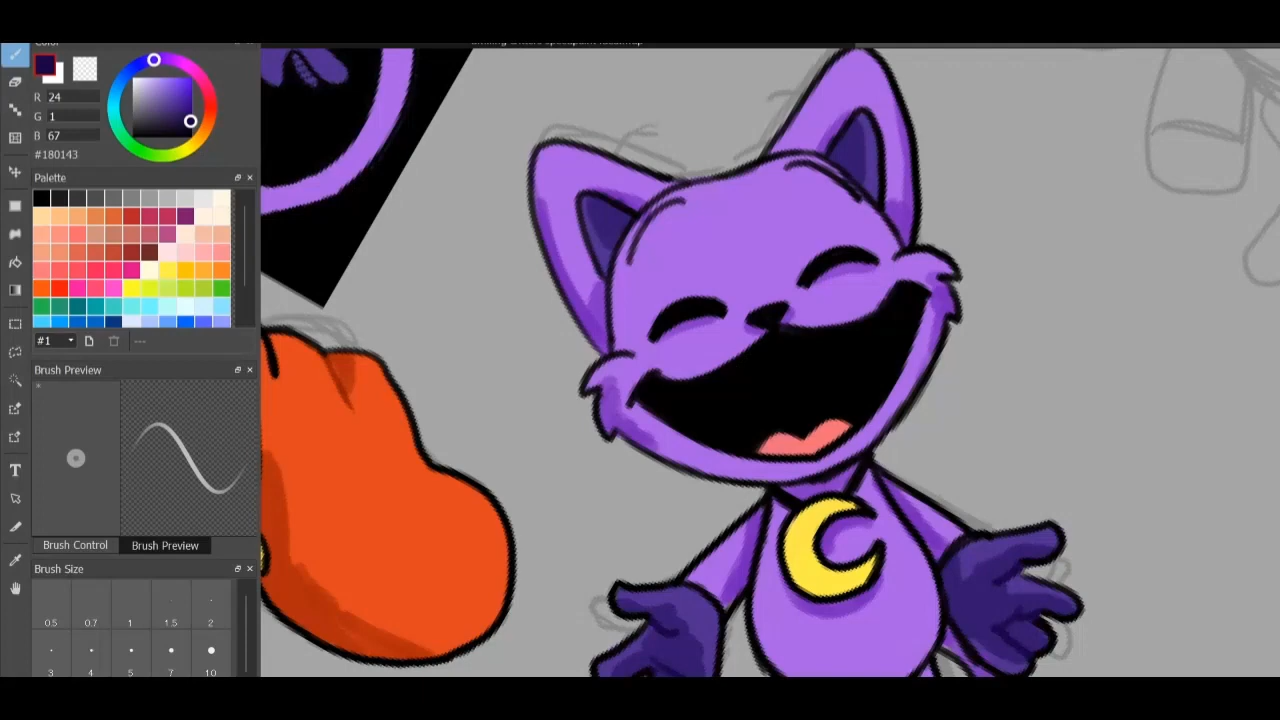 Color
R 24
G 1
B 67
#180143
Palette
#1
---
Brush Preview
*
Brush Control Brush Preview
Brush Size
0.5 0.7 1 1.5 2
3 4 5 7 10
T